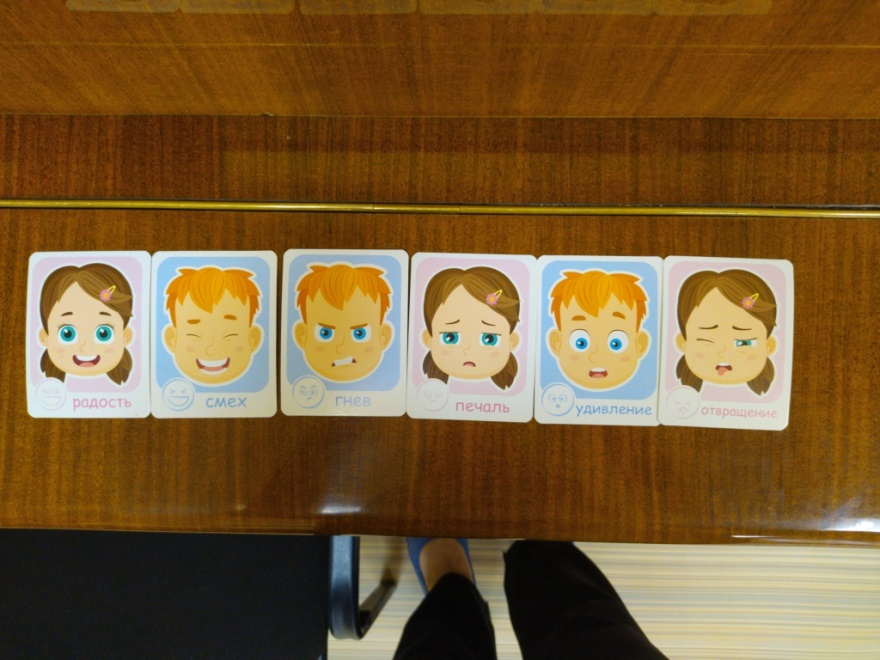 радость
смех
гнев
печаль
удивление
отвращение